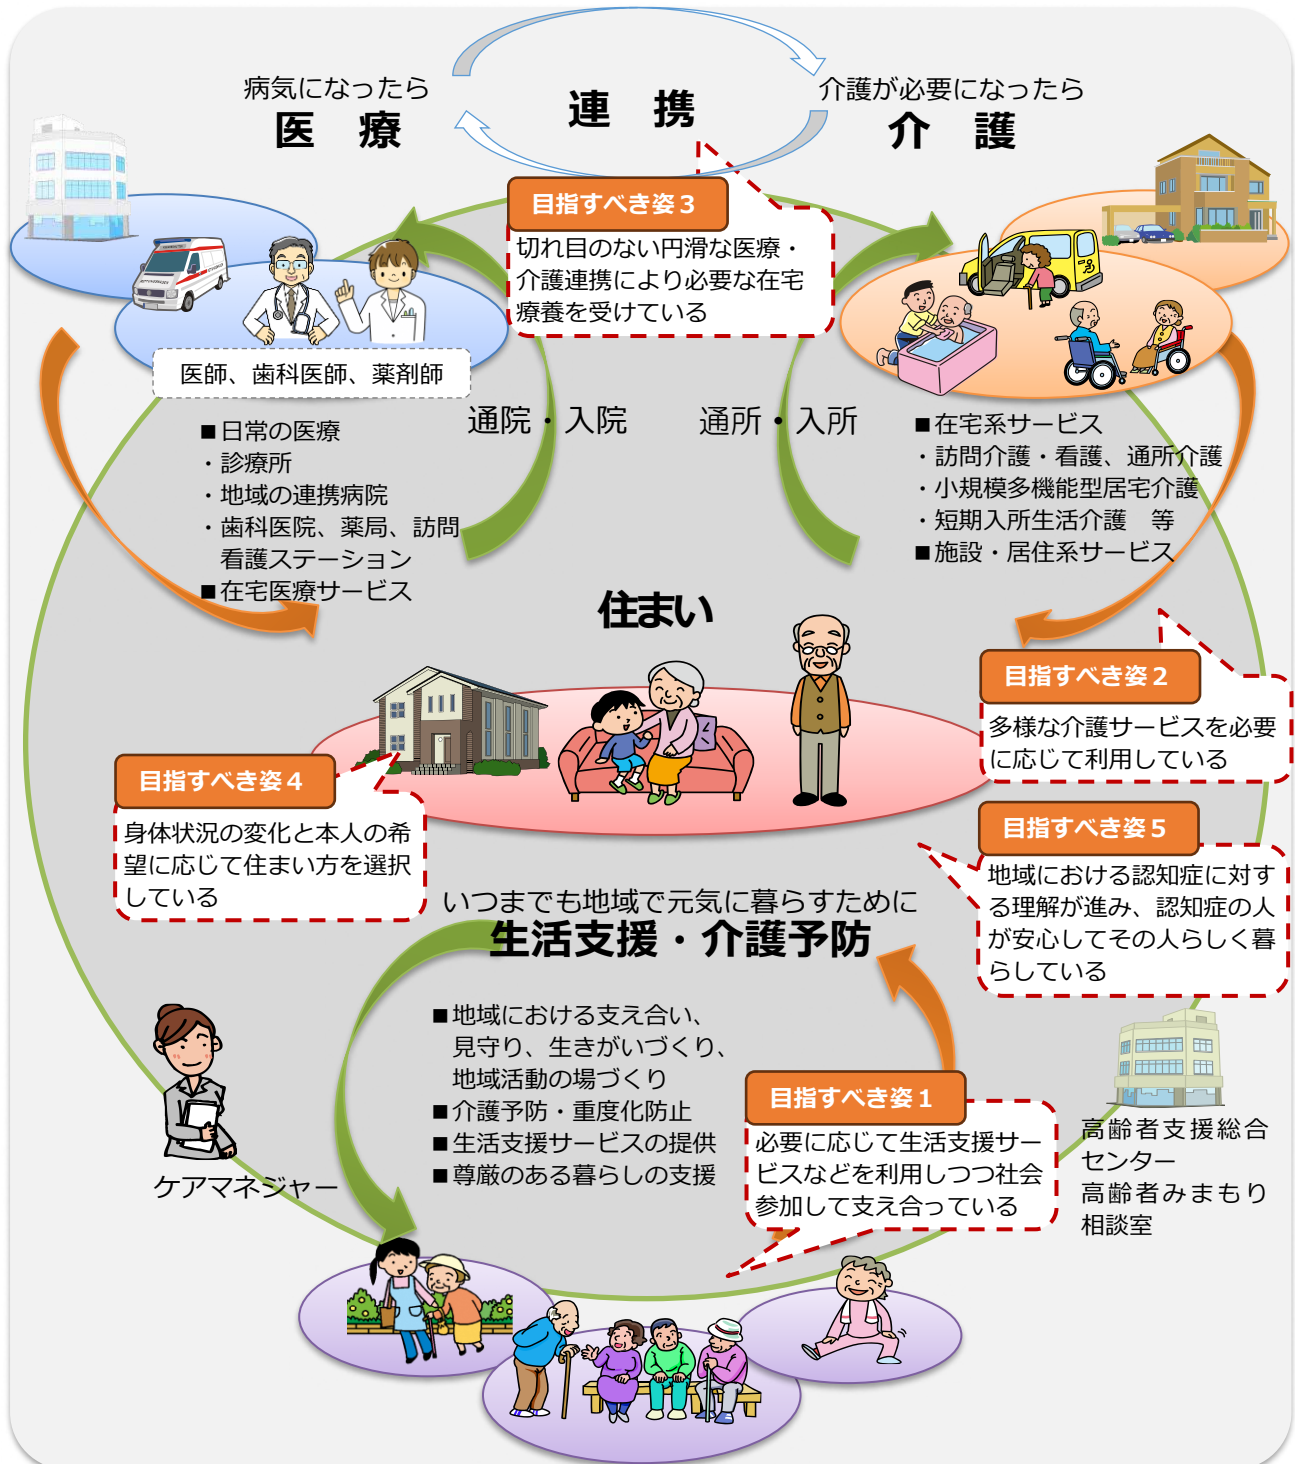 病気になったら
医　療
連　携
介護が必要になったら
介　護
目指すべき姿３
切れ目のない円滑な医療・
介護連携により必要な在宅
療養を受けている
医師、歯科医師、薬剤師
通院・入院
通所・入所
■日常の医療
・診療所
・地域の連携病院
・歯科医院、薬局、訪問
看護ステーション
■在宅医療サービス
■在宅系サービス
・訪問介護・看護、通所介護
・小規模多機能型居宅介護
・短期入所生活介護　等
■施設・居住系サービス
住まい
目指すべき姿２
多様な介護サービスを必要
に応じて利用している
目指すべき姿４
身体状況の変化と本人の希
望に応じて住まい方を選択
している
目指すべき姿５
地域における認知症に対す
る理解が進み、認知症の人
が安心してその人らしく暮
らしている
いつまでも地域で元気に暮らすために
生活支援・介護予防
■地域における支え合い、
見守り、生きがいづくり、
地域活動の場づくり
■介護予防・重度化防止
■生活支援サービスの提供
■尊厳のある暮らしの支援
目指すべき姿１
必要に応じて生活支援サー
ビスなどを利用しつつ社会
参加して支え合っている
ケアマネジャー
高齢者支援総合
センター
高齢者みまもり
相談室